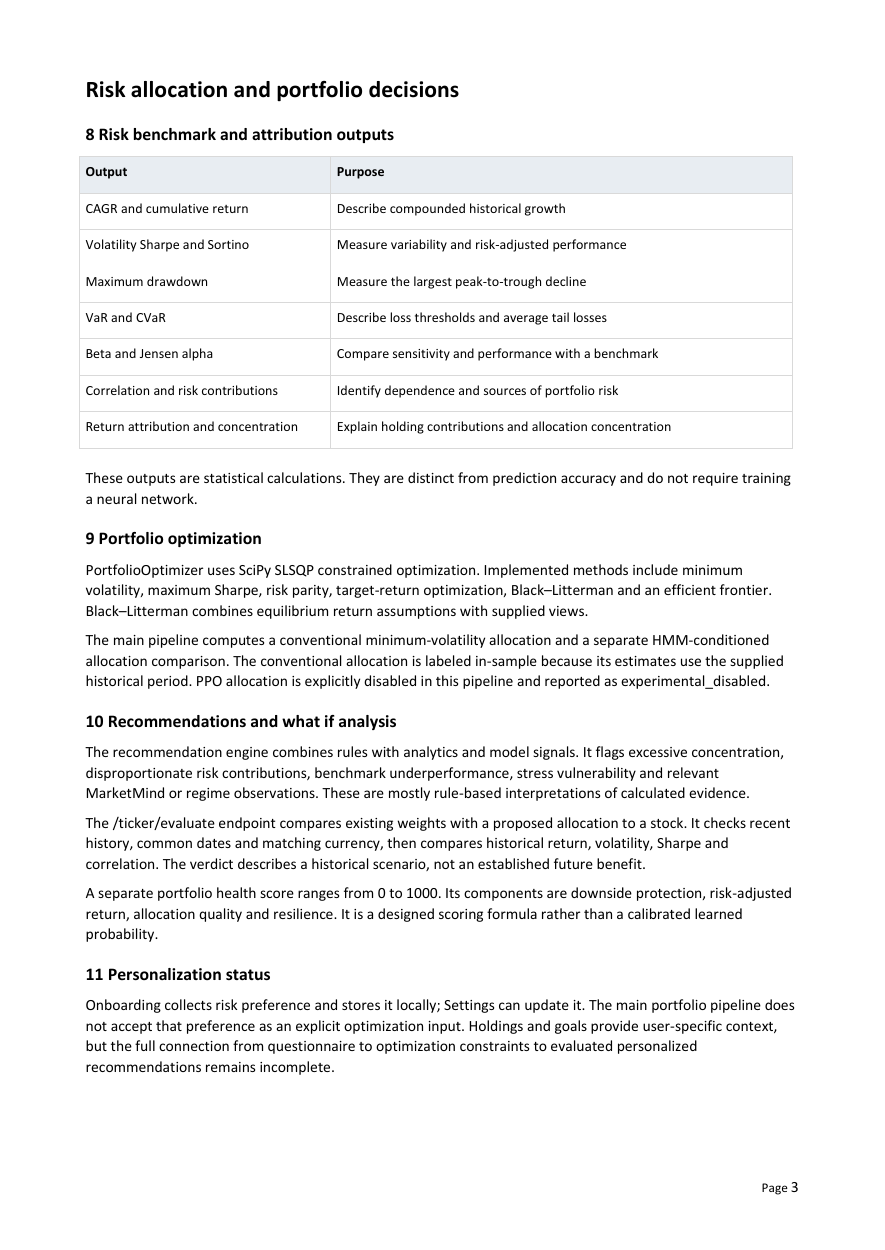 Risk allocation and portfolio decisions
8 Risk benchmark and attribution outputs
Output Purpose
CAGR and cumulative return Describe compounded historical growth
Volatility Sharpe and Sortino Measure variability and risk-adjusted performance
Maximum drawdown Measure the largest peak-to-trough decline
VaR and CVaR Describe loss thresholds and average tail losses
Beta and Jensen alpha Compare sensitivity and performance with a benchmark
Correlation and risk contributions Identify dependence and sources of portfolio risk
Return attribution and concentration Explain holding contributions and allocation concentration
These outputs are statistical calculations. They are distinct from prediction accuracy and do not require training
a neural network.
9 Portfolio optimization
PortfolioOptimizer uses SciPy SLSQP constrained optimization. Implemented methods include minimum
volatility, maximum Sharpe, risk parity, target-return optimization, Black–Litterman and an efficient frontier.
Black–Litterman combines equilibrium return assumptions with supplied views.
The main pipeline computes a conventional minimum-volatility allocation and a separate HMM-conditioned
allocation comparison. The conventional allocation is labeled in-sample because its estimates use the supplied
historical period. PPO allocation is explicitly disabled in this pipeline and reported as experimental_disabled.
10 Recommendations and what if analysis
The recommendation engine combines rules with analytics and model signals. It flags excessive concentration,
disproportionate risk contributions, benchmark underperformance, stress vulnerability and relevant
MarketMind or regime observations. These are mostly rule-based interpretations of calculated evidence.
The /ticker/evaluate endpoint compares existing weights with a proposed allocation to a stock. It checks recent
history, common dates and matching currency, then compares historical return, volatility, Sharpe and
correlation. The verdict describes a historical scenario, not an established future benefit.
A separate portfolio health score ranges from 0 to 1000. Its components are downside protection, risk-adjusted
return, allocation quality and resilience. It is a designed scoring formula rather than a calibrated learned
probability.
11 Personalization status
Onboarding collects risk preference and stores it locally; Settings can update it. The main portfolio pipeline does
not accept that preference as an explicit optimization input. Holdings and goals provide user-specific context,
but the full connection from questionnaire to optimization constraints to evaluated personalized
recommendations remains incomplete.
Page 3